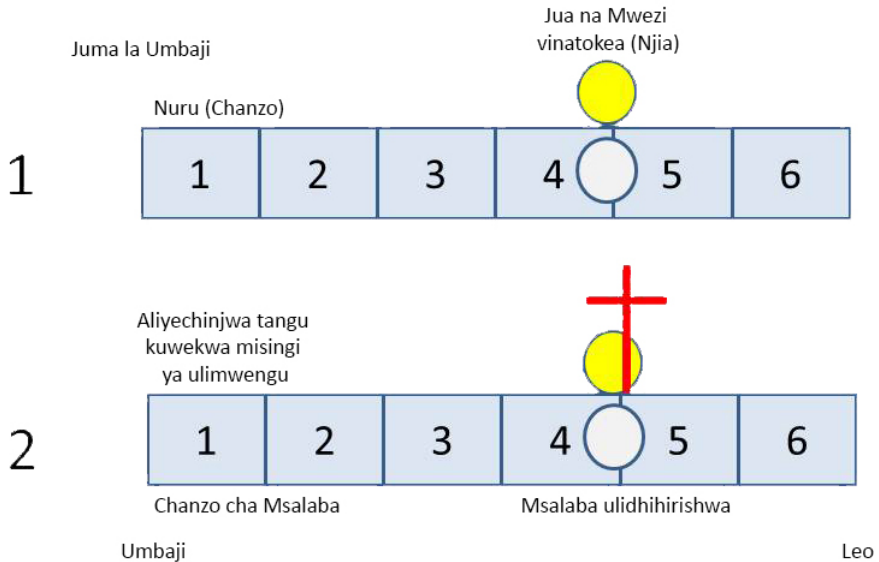 Jua na Mwezi
vinatokea (Njia)
Juma la Umbaji
Nuru (Chanzo)
1
1 2 3 4 5 6
Aliyechinjwa tangu
kuwekwa misingi
ya ulimwengu
2
1 2 3 4 5 6
Chanzo cha Msalaba Msalaba ulidhihirishwa
Umbaji Leo